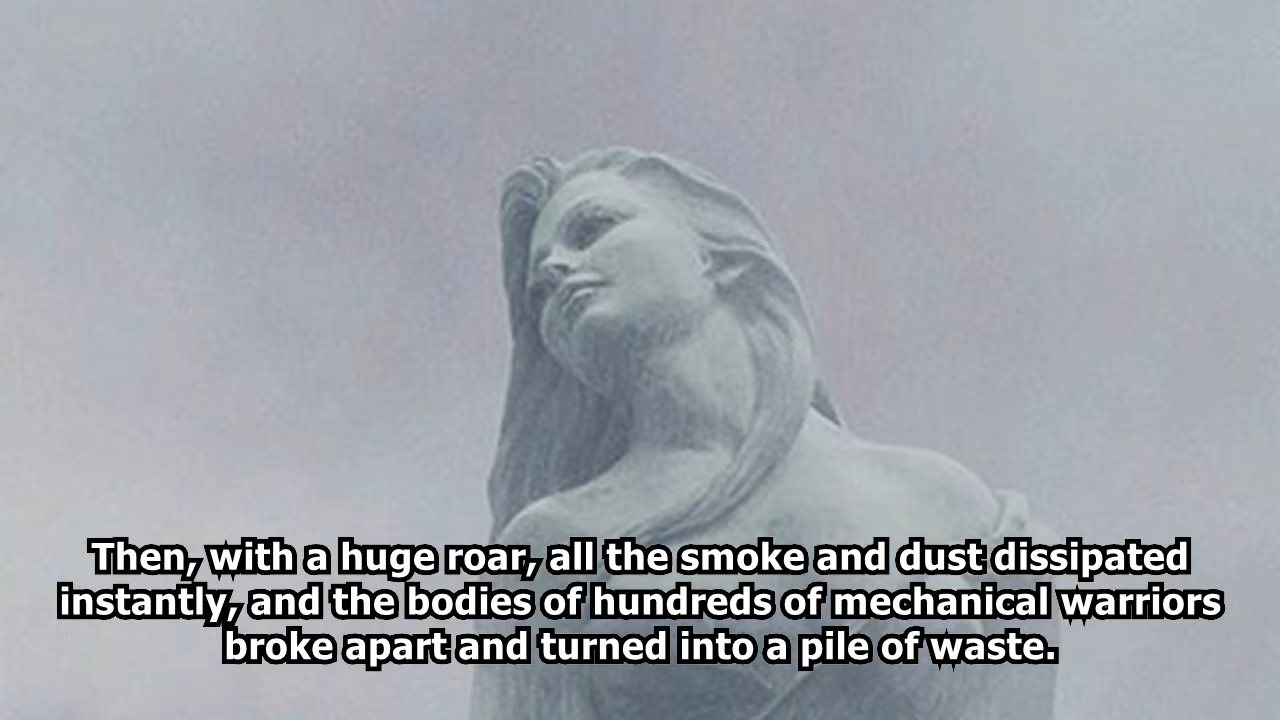 Then, with a huge roar, all the smoke and dust dissipated
instantly, and the bodies of hundreds of mechanical warriors
broke apart and turned into a pile of waste.